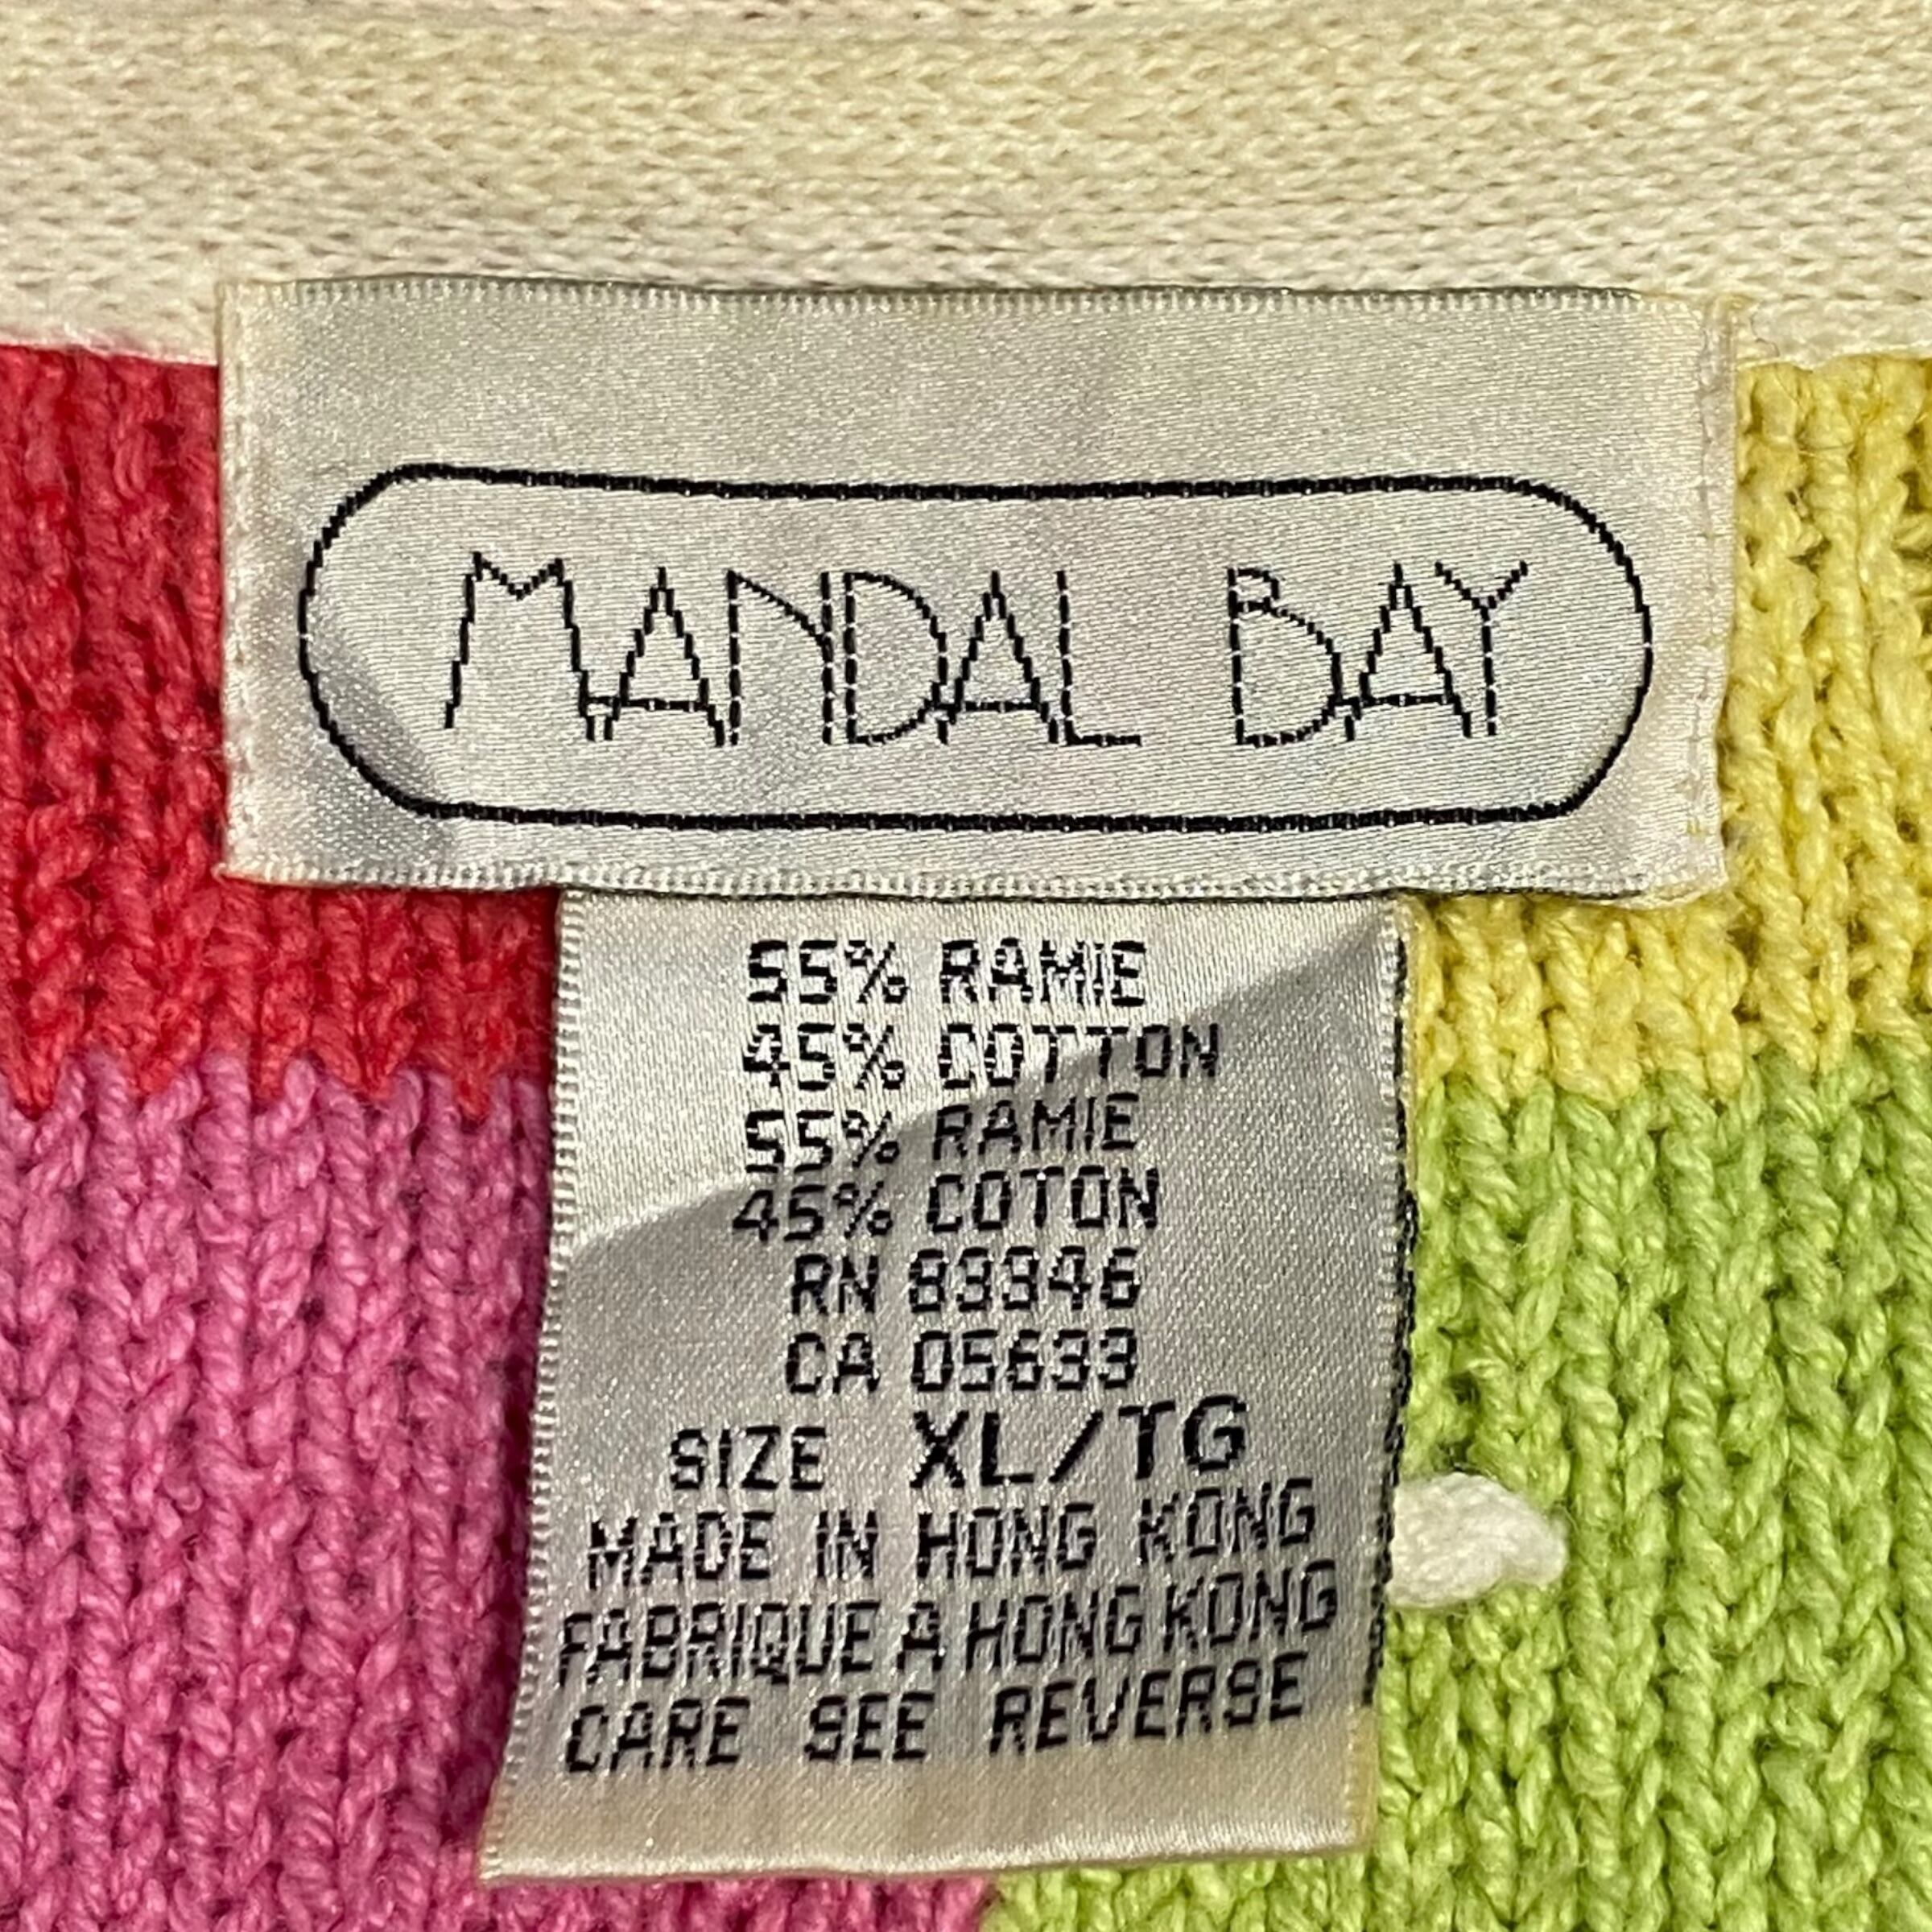 MANDAL BAY
55% RAMIE
45% COTTON
55% RAMIE
45% COTON
RN 83346
CA 05633
SIZE XL/TG
MADE IN HONG KONG
FABRIQUE A HONG KONG
CARE SEE REVERSE